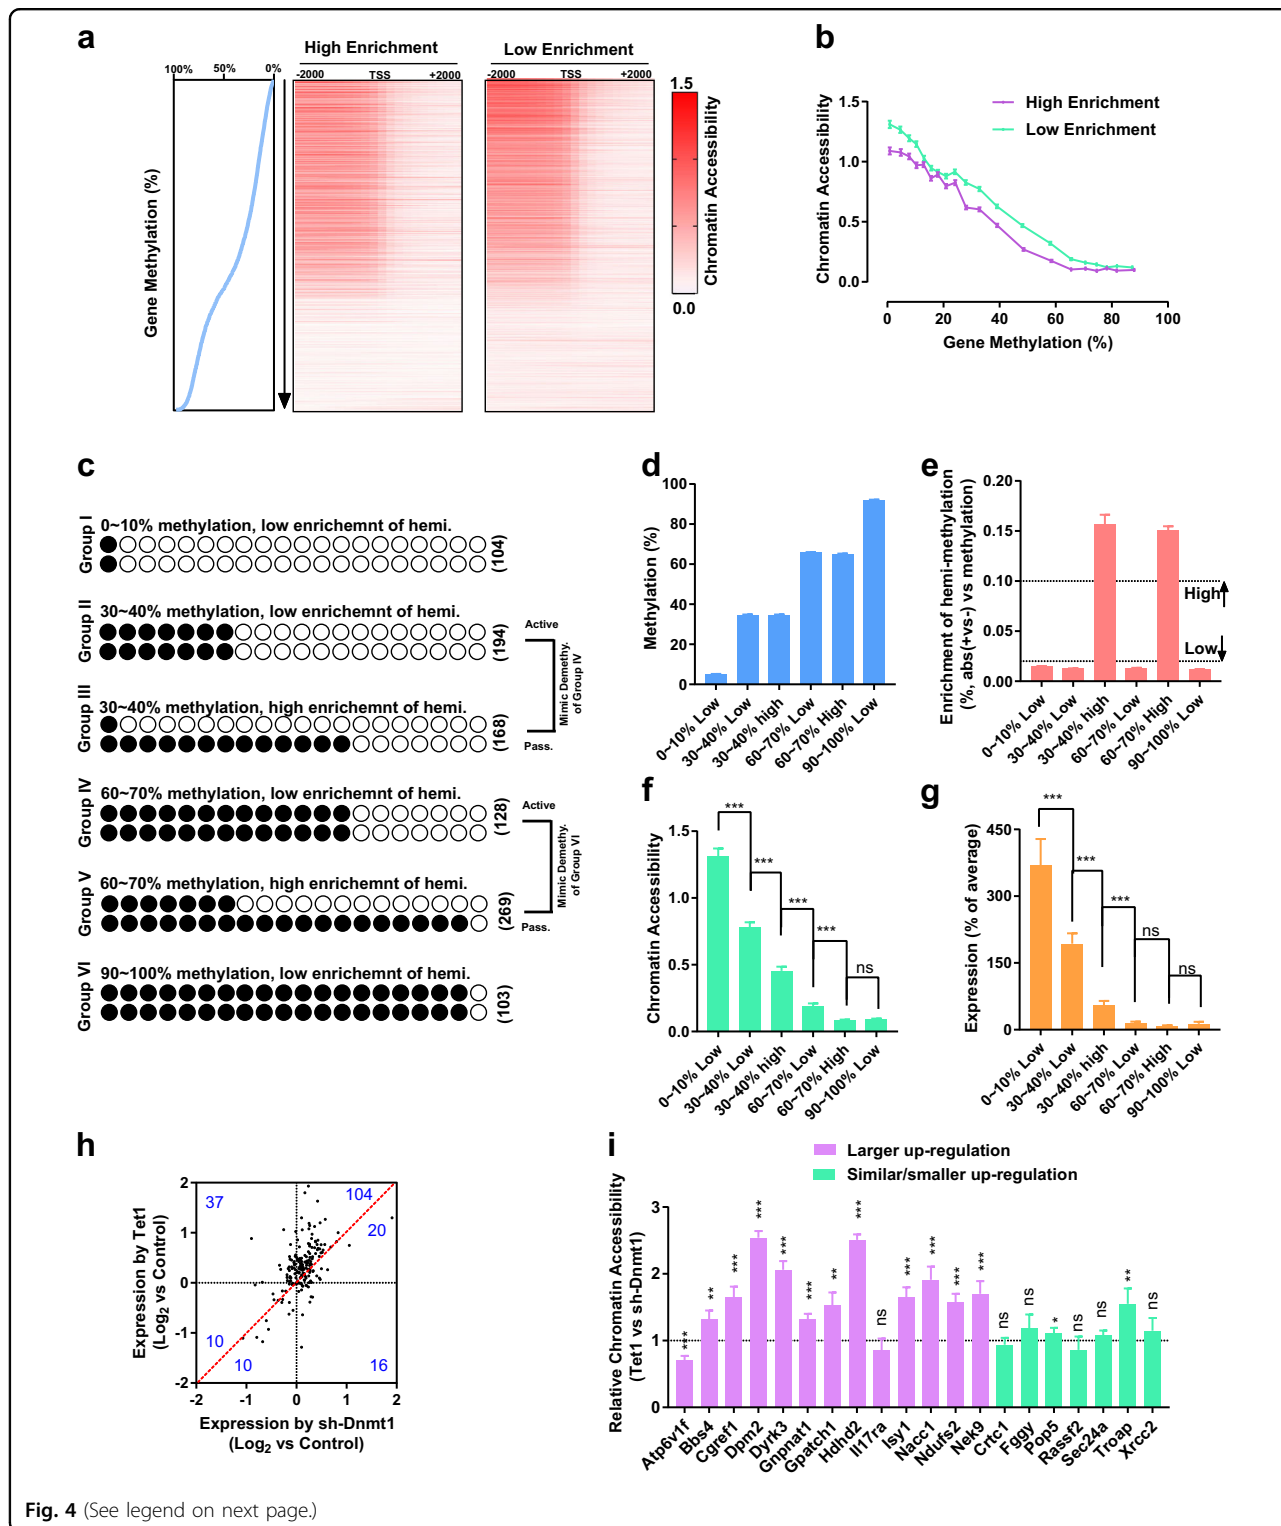 a
High Enrichment
Low Enrichment
100% 50% 0%
-2000 TSS +2000
-2000 TSS +2000
Gene Methylation (%)
1.5
Chromatin Accessibility
0.0
b
High Enrichment
Low Enrichment
Chromatin Accessibility
1.5
1.0
0.5
0.0
0 20 40 60 80 100
Gene Methylation (%)
c
Group I
0~10% methylation, low enrichemnt of hemi.
(104)
Group II
30~40% methylation, low enrichemnt of hemi.
(194)
Active
Group III
30~40% methylation, high enrichemnt of hemi.
(168)
Pass.
Mimic Demethy.
of Group IV
Group IV
60~70% methylation, low enrichemnt of hemi.
(128)
Active
Group V
60~70% methylation, high enrichemnt of hemi.
(269)
Pass.
Mimic Demethy.
of Group VI
Group VI
90~100% methylation, low enrichemnt of hemi.
(103)
d
Methylation (%)
100
80
60
40
20
0
0~10% Low
30~40% Low
30~40% high
60~70% Low
60~70% High
90~100% Low
e
Enrichment of hemi-methylation
(%, abs(+vs-) vs methylation)
0.20
0.15
0.10
0.05
0.00
High
Low
0~10% Low
30~40% Low
30~40% high
60~70% Low
60~70% High
90~100% Low
f
Chromatin Accessibility
1.5
1.0
0.5
0.0
***
***
***
***
ns
0~10% Low
30~40% Low
30~40% high
60~70% Low
60~70% High
90~100% Low
g
Expression (% of average)
450
300
150
0
***
***
***
ns
ns
0~10% Low
30~40% Low
30~40% high
60~70% Low
60~70% High
90~100% Low
h
Expression by Tet1
(Log2 vs Control)
2
1
0
-1
-2
37
104
20
10
10
16
-2 -1 0 1 2
Expression by sh-Dnmt1
(Log2 vs Control)
i
Larger up-regulation
Similar/smaller up-regulation
Relative Chromatin Accessibility
(Tet1 vs sh-Dnmt1)
3
2
1
0
*** ** *** *** *** *** ** *** ns *** *** *** *** ns ns * ns ns ** ns
Atp6v1f
Bbs4
Cgref1
Dpm2
Dyrk3
Gnpnat1
Gpatch1
Hdhd2
Il17ra
Isy1
Nacc1
Ndufs2
Nek9
Crtc1
Fggy
Pop5
Rassf2
Sec24a
Troap
Xrcc2
Fig. 4 (See legend on next page.)